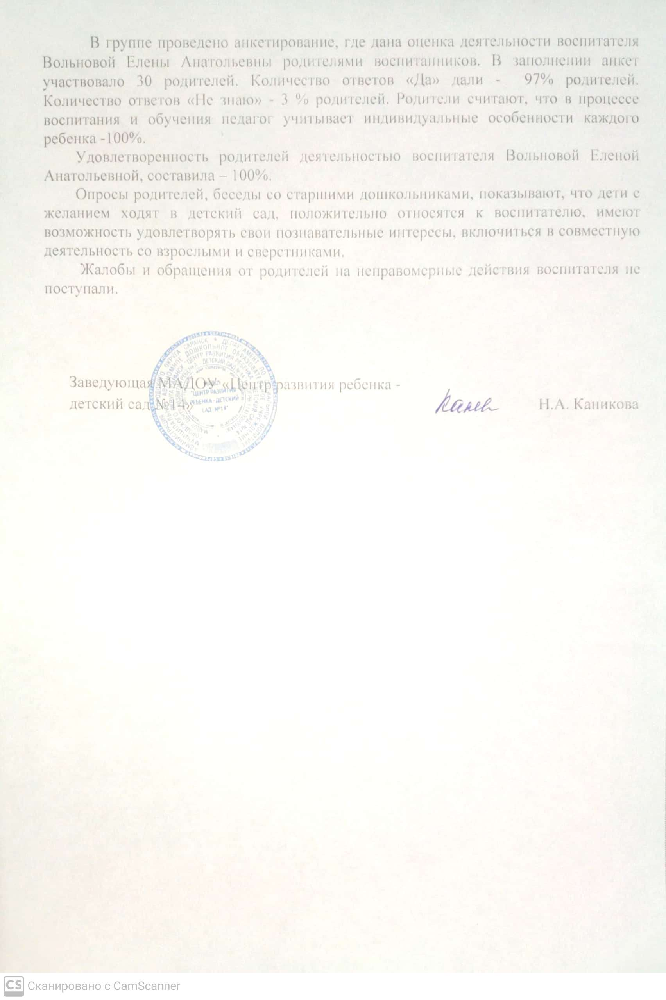 В группе проведено анкетирование, где дана оценка деятельности воспитателя
Вольновой Елены Анатольевны родителями воспитанников. В заполнении анкет
участвовало 30 родителей. Количество ответов «Да» дали - 97% родителей.
Количество ответов «Не знаю» - 3 % родителей. Родители считают, что в процессе
воспитания и обучения педагог учитывает индивидуальные особенности каждого
ребенка -100%.
Удовлетворенность родителей деятельностью воспитателя Вольновой Еленой
Анатольевной, составила – 100%.
Опросы родителей, беседы со старшими дошкольниками, показывают, что дети с
желанием ходят в детский сад, положительно относятся к воспитателю, имеют
возможность удовлетворять свои познавательные интересы, включиться в совместную
деятельность со взрослыми и сверстниками.
Жалобы и обращения от родителей на неправомерные действия воспитателя не
поступали.
Заведующая МАДОУ «Центр развития ребенка -
детский сад №14»
Н.А. Каникова
"ЦЕНТР РАЗВИТИЯ
РЕБЕНКА - ДЕТСКИЙ
САД №14"
CS Сканировано с CamScanner